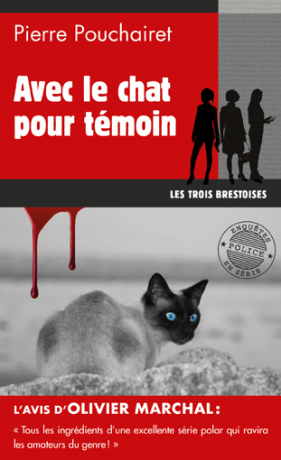 Pierre Pouchairet
Avec le chat
pour témoin
LES TROIS BRESTOISES
ENQUÊTES
POLICE
EN SÉRIE
L'AVIS D'OLIVIER MARCHAL :
« Tous les ingrédients d'une excellente série polar qui ravira
les amateurs du genre ! »